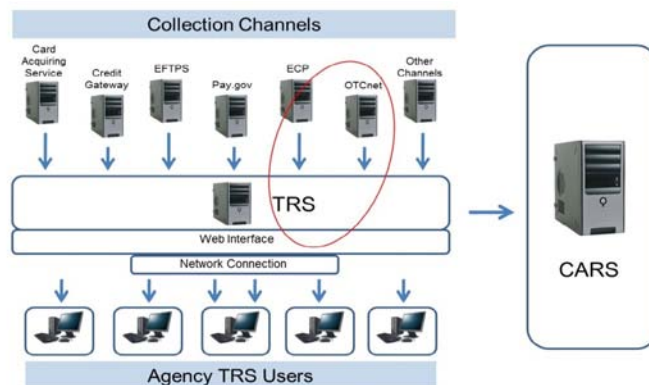 Collection Channels
Card
Acquiring
Service
Credit
Gateway
EFTPS
Pay.gov
ECP
OTCnet
Other
Channels
TRS
Web Interface
Network Connection
Agency TRS Users
CARS